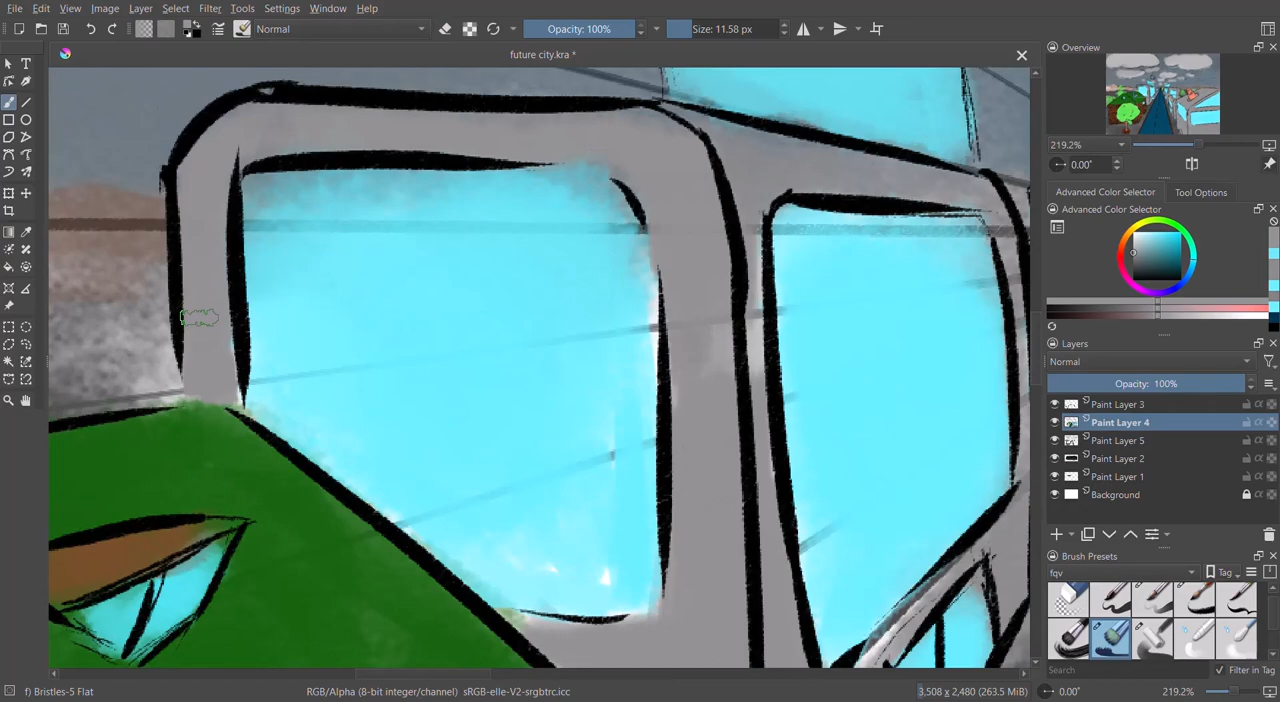 File Edit View Image Layer Select Filter Tools Settings Window Help
Normal Opacity: 100% Size: 11.58 px
future city.kra *
Overview
219.2%
0.00°
Advanced Color Selector Tool Options
Advanced Color Selector
Layers
Normal
Opacity: 100%
Paint Layer 3
Paint Layer 4
Paint Layer 5
Paint Layer 2
Paint Layer 1
Background
Brush Presets
fqv Tag
Search Filter in Tag
f) Bristles-5 Flat RGB/Alpha (8-bit integer/channel) sRGB-elle-V2-srgbtrc.icc 3,508 x 2,480 (263.5 MiB) 0.00° 219.2%